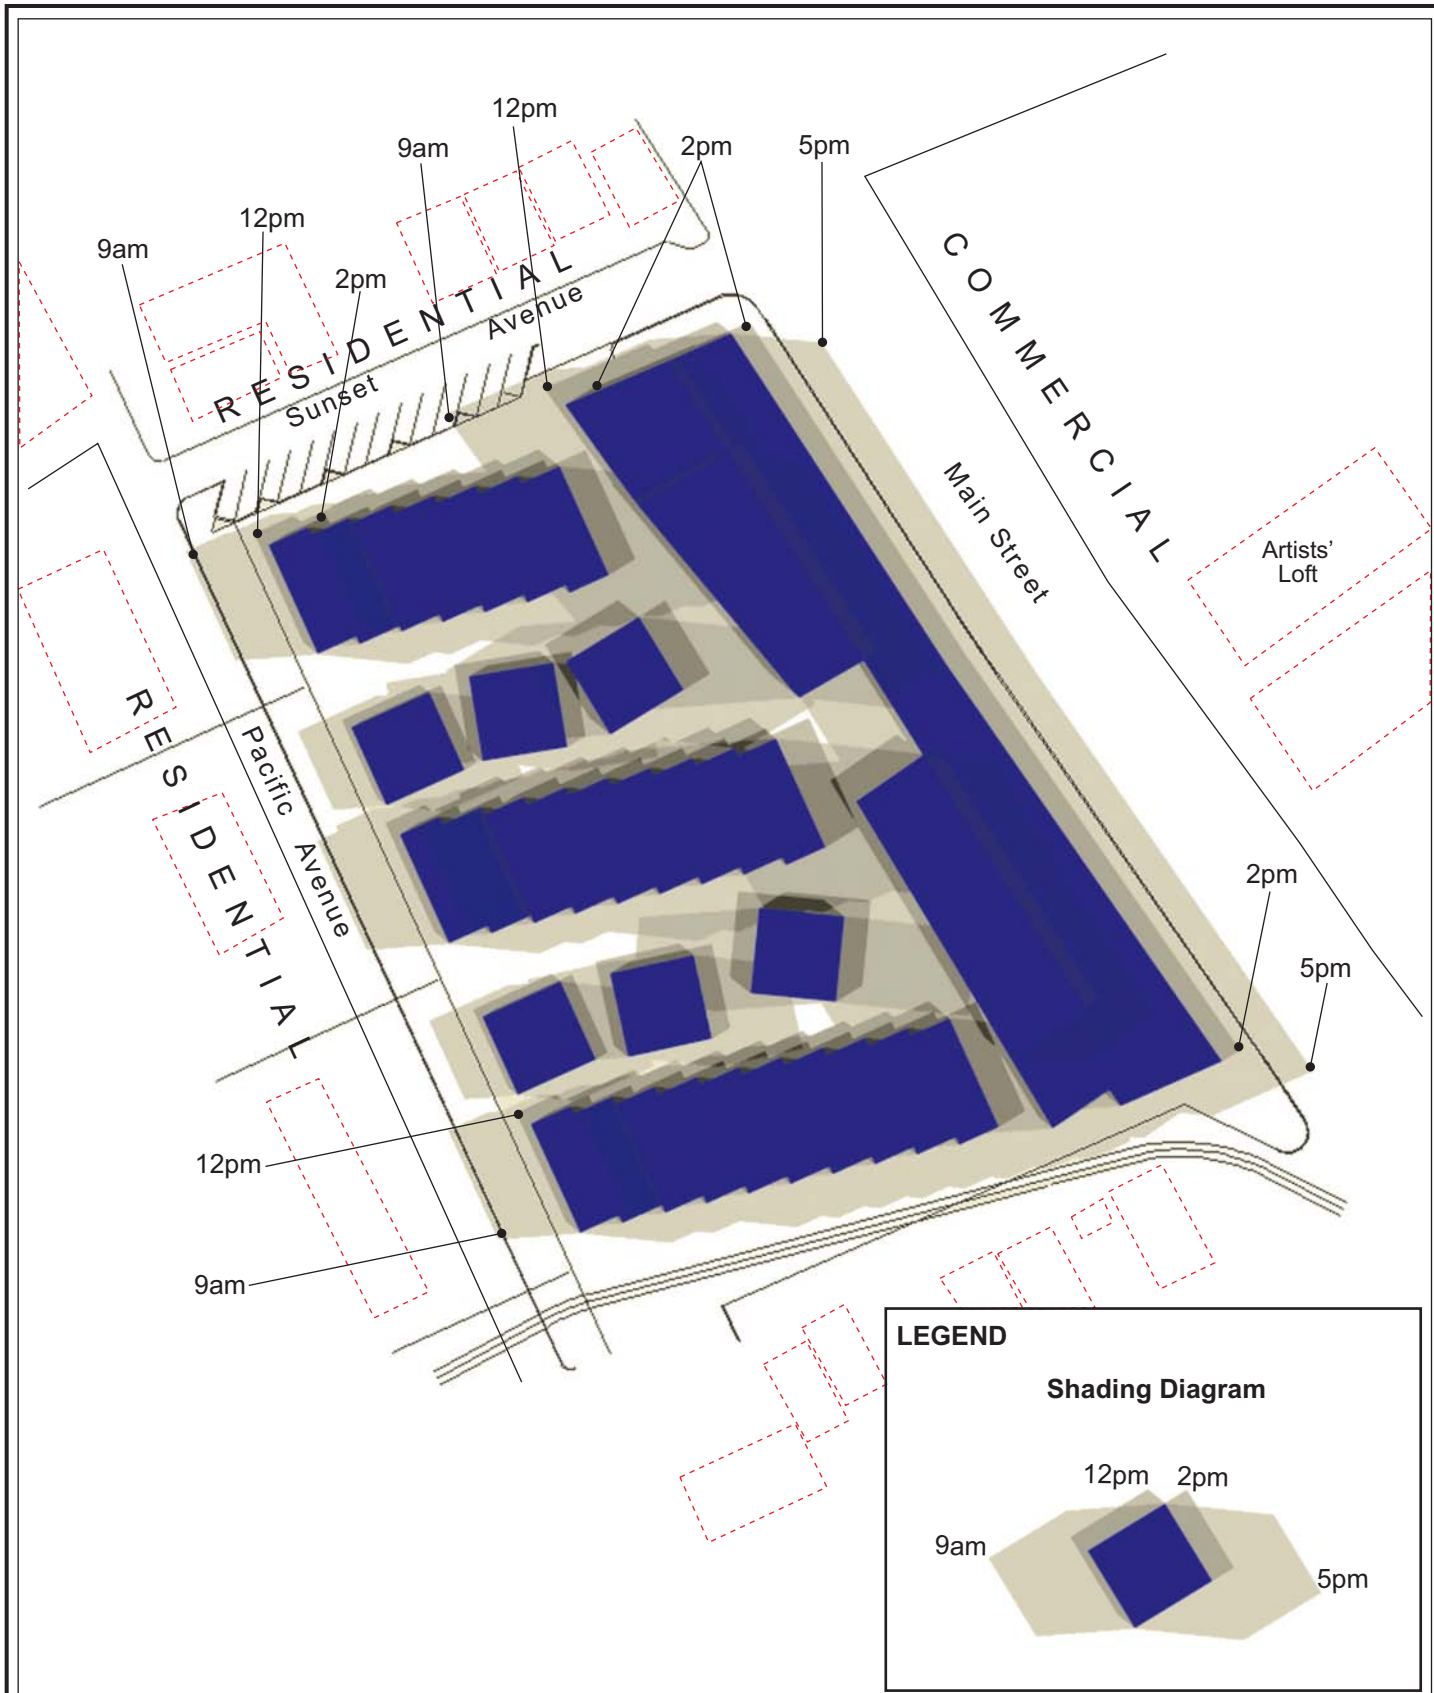 12pm
9am
2pm
5pm
12pm
9am
2pm
RESIDENTIAL
Sunset Avenue
COMMERCIAL
Main Street
Artists'
Loft
RESIDENTIAL
Pacific Avenue
2pm
5pm
12pm
9am
LEGEND
Shading Diagram
12pm
2pm
9am
5pm